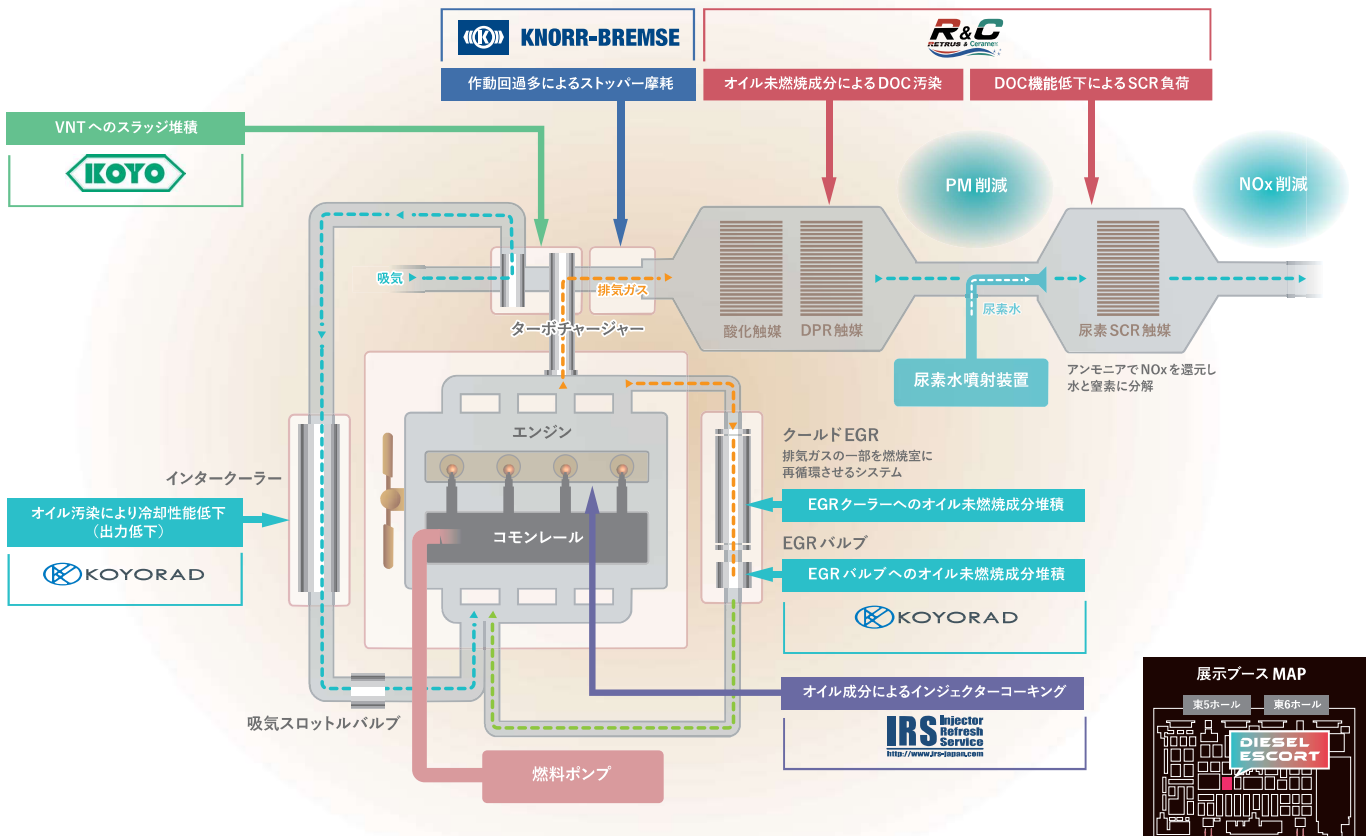 KNORR-BREMSE
R&C
RETRUS & Ceramex
作動回過多によるストッパー摩耗
オイル未燃焼成分によるDOC汚染
DOC機能低下によるSCR負荷
VNTへのスラッジ堆積
KOYO
PM削減
NOx削減
吸気
排気ガス
尿素水
ターボチャージャー
酸化触媒
DPR触媒
尿素SCR触媒
尿素水噴射装置
アンモニアでNOxを還元し
水と窒素に分解
エンジン
クールドEGR
排気ガスの一部を燃焼室に
再循環させるシステム
インタークーラー
EGRクーラーへのオイル未燃焼成分堆積
オイル汚染により冷却性能低下
(出力低下)
コモンレール
EGRバルブ
KOYORAD
EGRバルブへのオイル未燃焼成分堆積
KOYORAD
オイル成分によるインジェクターコーキング
吸気スロットルバルブ
IRS Injector
Refresh
Service
http://www.irs-japan.com
燃料ポンプ
展示ブース MAP
東5ホール
東6ホール
DIESEL
ESCORT